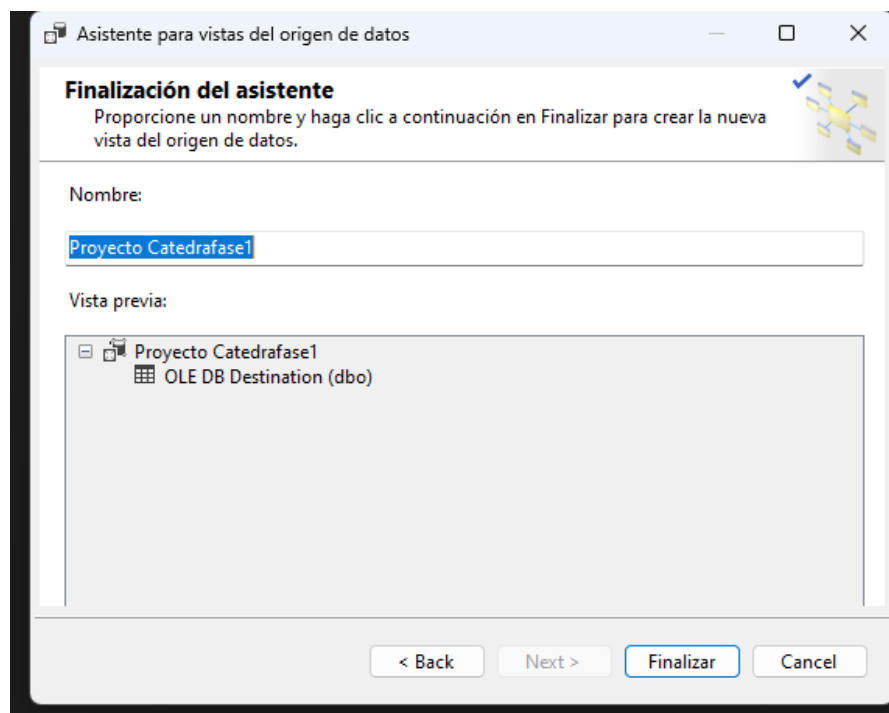 Asistente para vistas del origen de datos
Finalización del asistente
Proporcione un nombre y haga clic a continuación en Finalizar para crear la nueva
vista del origen de datos.
Nombre:
Proyecto Catedrafase1
Vista previa:
Proyecto Catedrafase1
OLE DB Destination (dbo)
< Back
Next >
Finalizar
Cancel